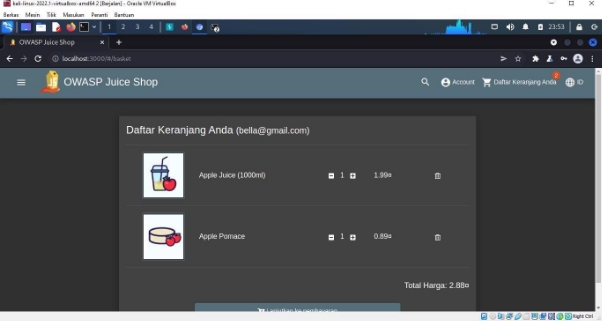 kali-linux-2022.1-virtualbox-amd64 2 [Berjalan] - Oracle VM VirtualBox
Berkas Mesin Tilik Masukan Peranti Bantuan
1 2 3 4
23:53
OWASP Juice Shop
localhost:3000/#/basket
OWASP Juice Shop
Account
Daftar Keranjang Anda
2
ID
Daftar Keranjang Anda (bella@gmail.com)
Apple Juice (1000ml) 1 1.99¤
Apple Pomace 1 0.89¤
Total Harga: 2.88¤
Lanjutkan ke pembayaran
Right Ctrl